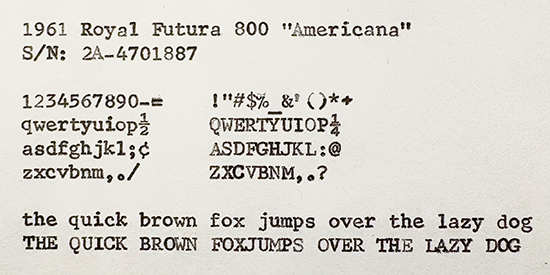 1961 Royal Futura 800 "Americana"
S/N: 2A-4701887
1234567890-= !"#$%_&'()*+
qwertyuiop½ QWERTYUIOP¼
asdfghjkl;¢ ASDFGHJKL:@
zxcvbnm,./ ZXCVBNM,.?
the quick brown fox jumps over the lazy dog
THE QUICK BROWN FOXJUMPS OVER THE LAZY DOG